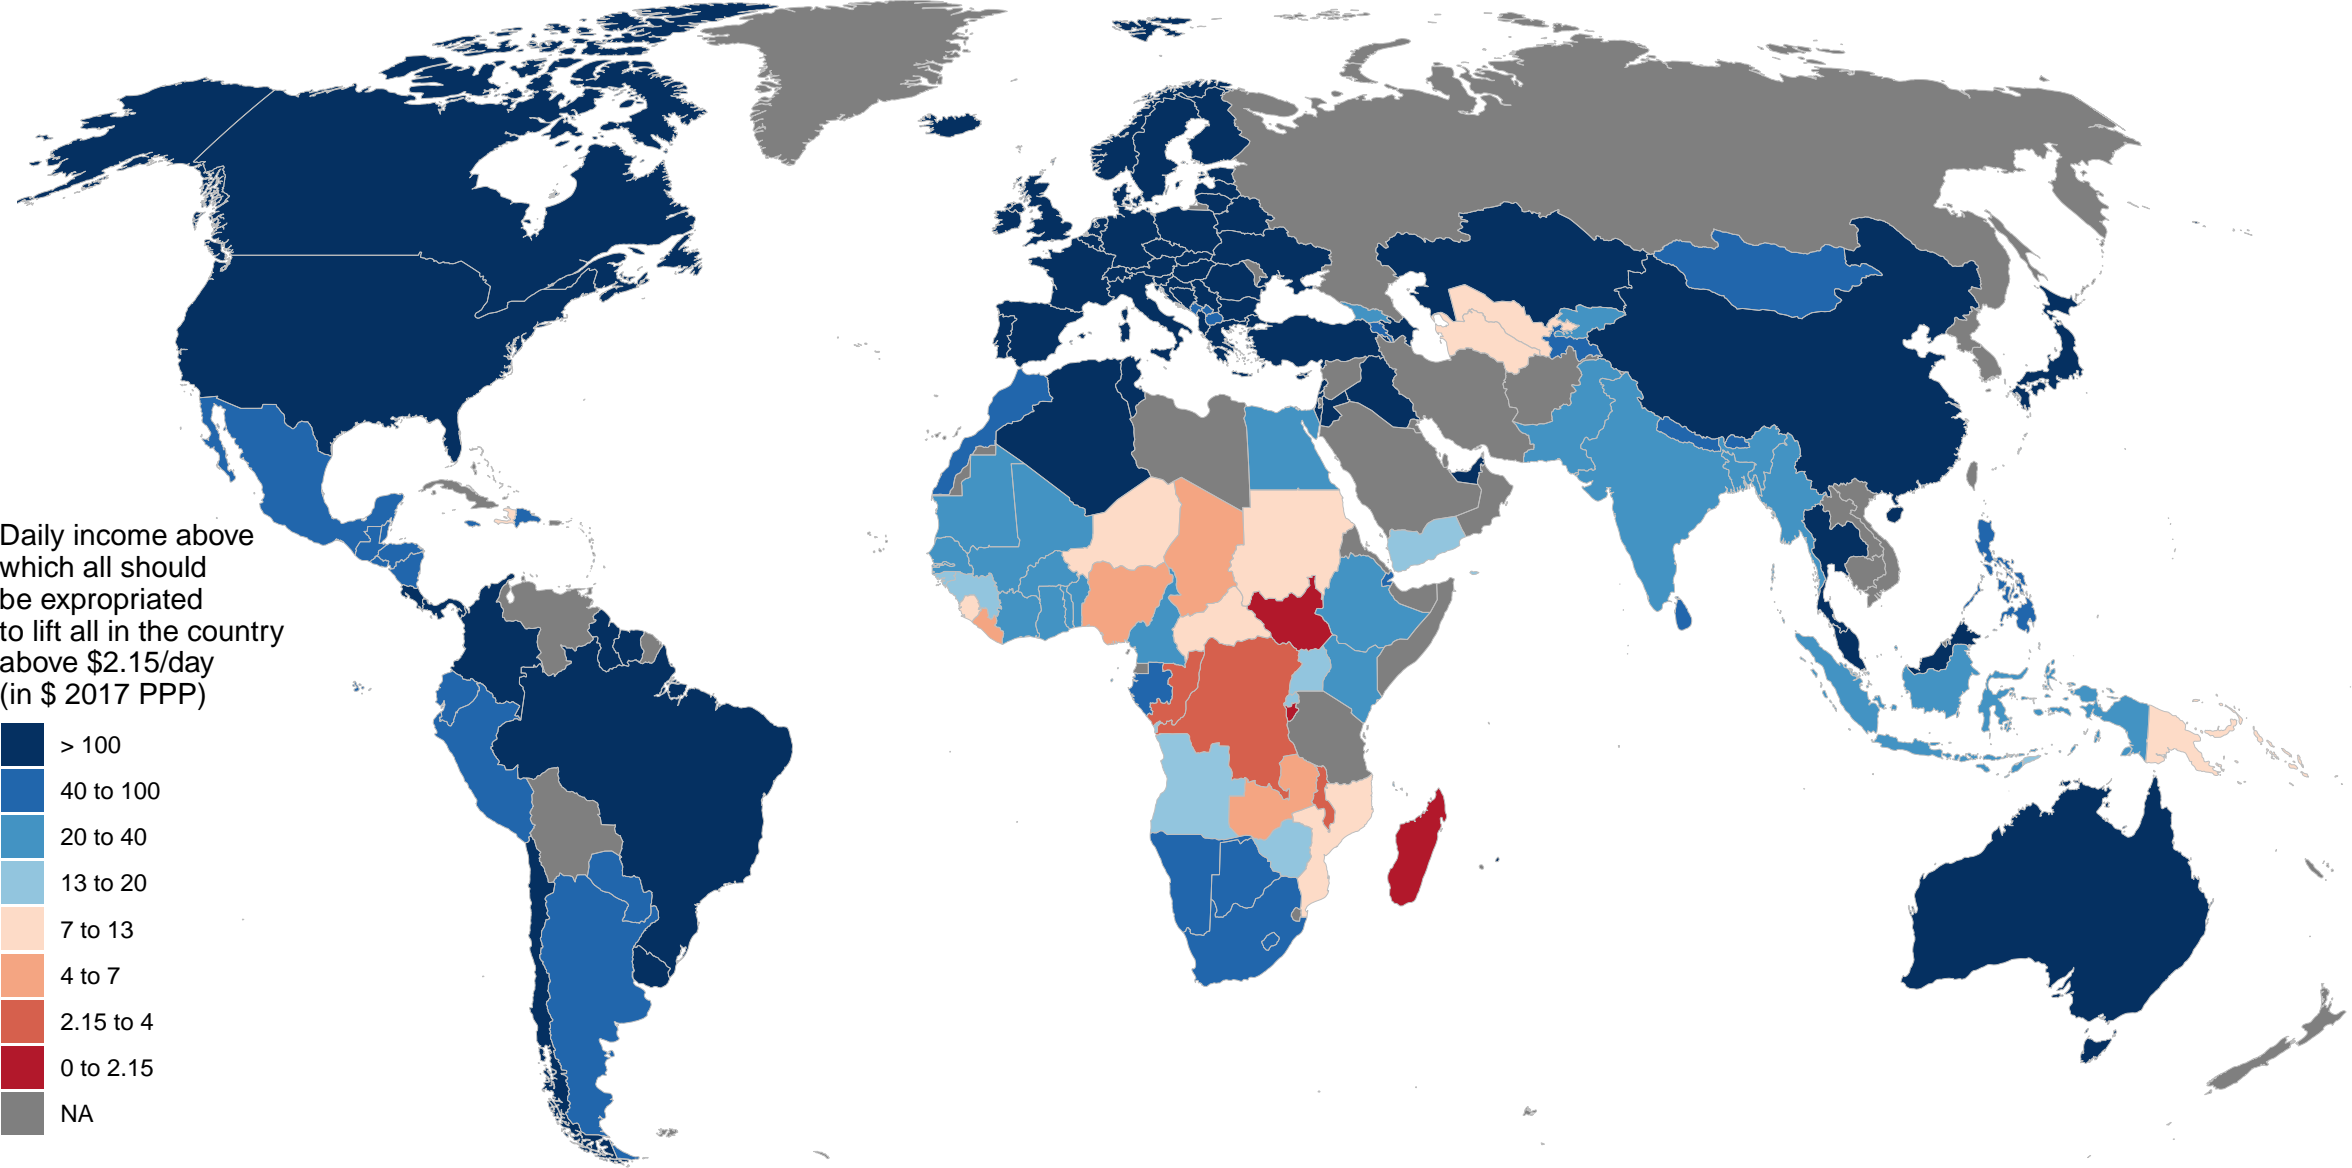 Daily income above
which all should
be expropriated
to lift all in the country
above $2.15/day
(in $ 2017 PPP)
> 100
40 to 100
20 to 40
13 to 20
7 to 13
4 to 7
2.15 to 4
0 to 2.15
NA